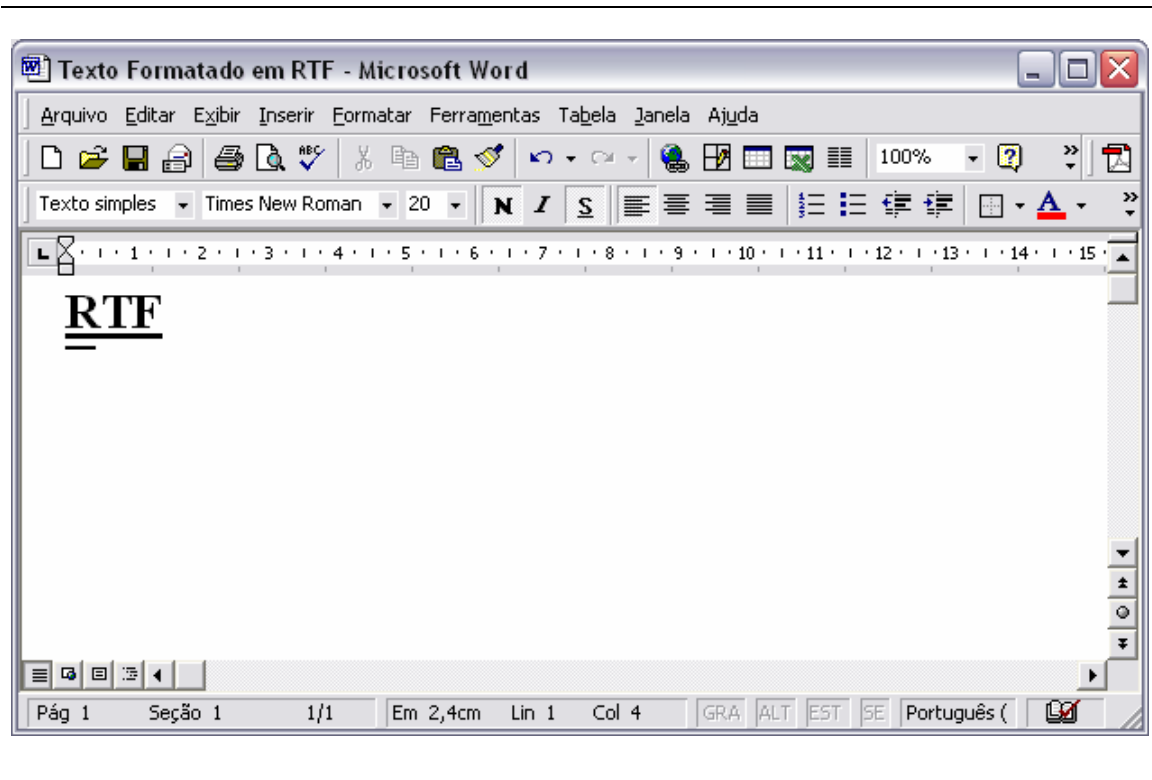 Texto Formatado em RTF - Microsoft Word
Arquivo Editar Exibir Inserir Formatar Ferramentas Tabela Janela Ajuda
ABC 100%
Texto simples Times New Roman 20 N I S A
1 2 3 4 5 6 7 8 9 10 11 12 13 14 15
RTF
Pág 1 Seção 1 1/1 Em 2,4cm Lin 1 Col 4 GRA ALT EST SE Português (